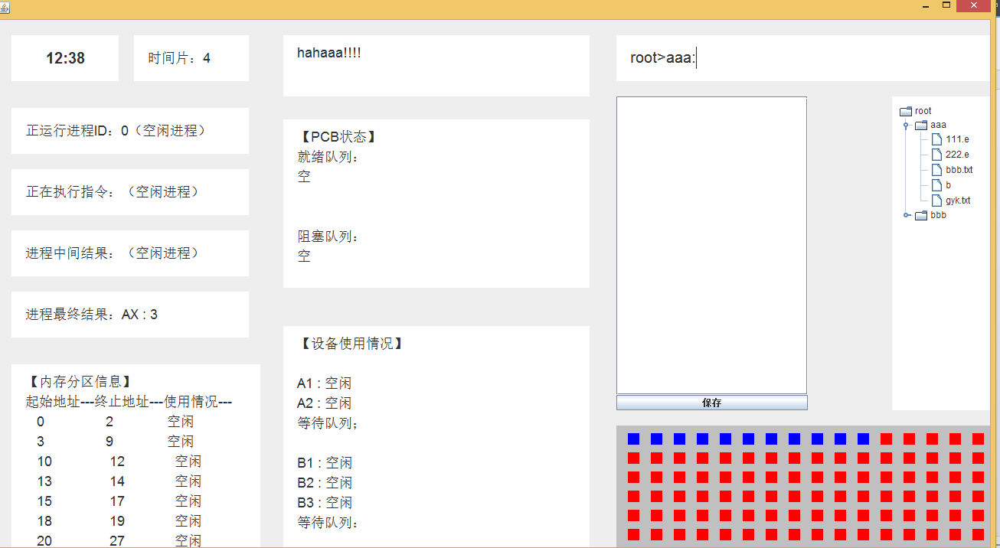 12:38
时间片：4
正运行进程ID：0（空闲进程）
正在执行指令：（空闲进程）
进程中间结果：（空闲进程）
进程最终结果：AX : 3
【内存分区信息】
起始地址---终止地址---使用情况---
0 2 空闲
3 9 空闲
10 12 空闲
13 14 空闲
15 17 空闲
18 19 空闲
20 27 空闲
hahaaa!!!!
【PCB状态】
就绪队列：
空
阻塞队列：
空
【设备使用情况】
A1 : 空闲
A2 : 空闲
等待队列；
B1 : 空闲
B2 : 空闲
B3 : 空闲
等待队列：
root>aaa:
保存
root
aaa
111.e
222.e
bbb.txt
b
gyk.txt
bbb